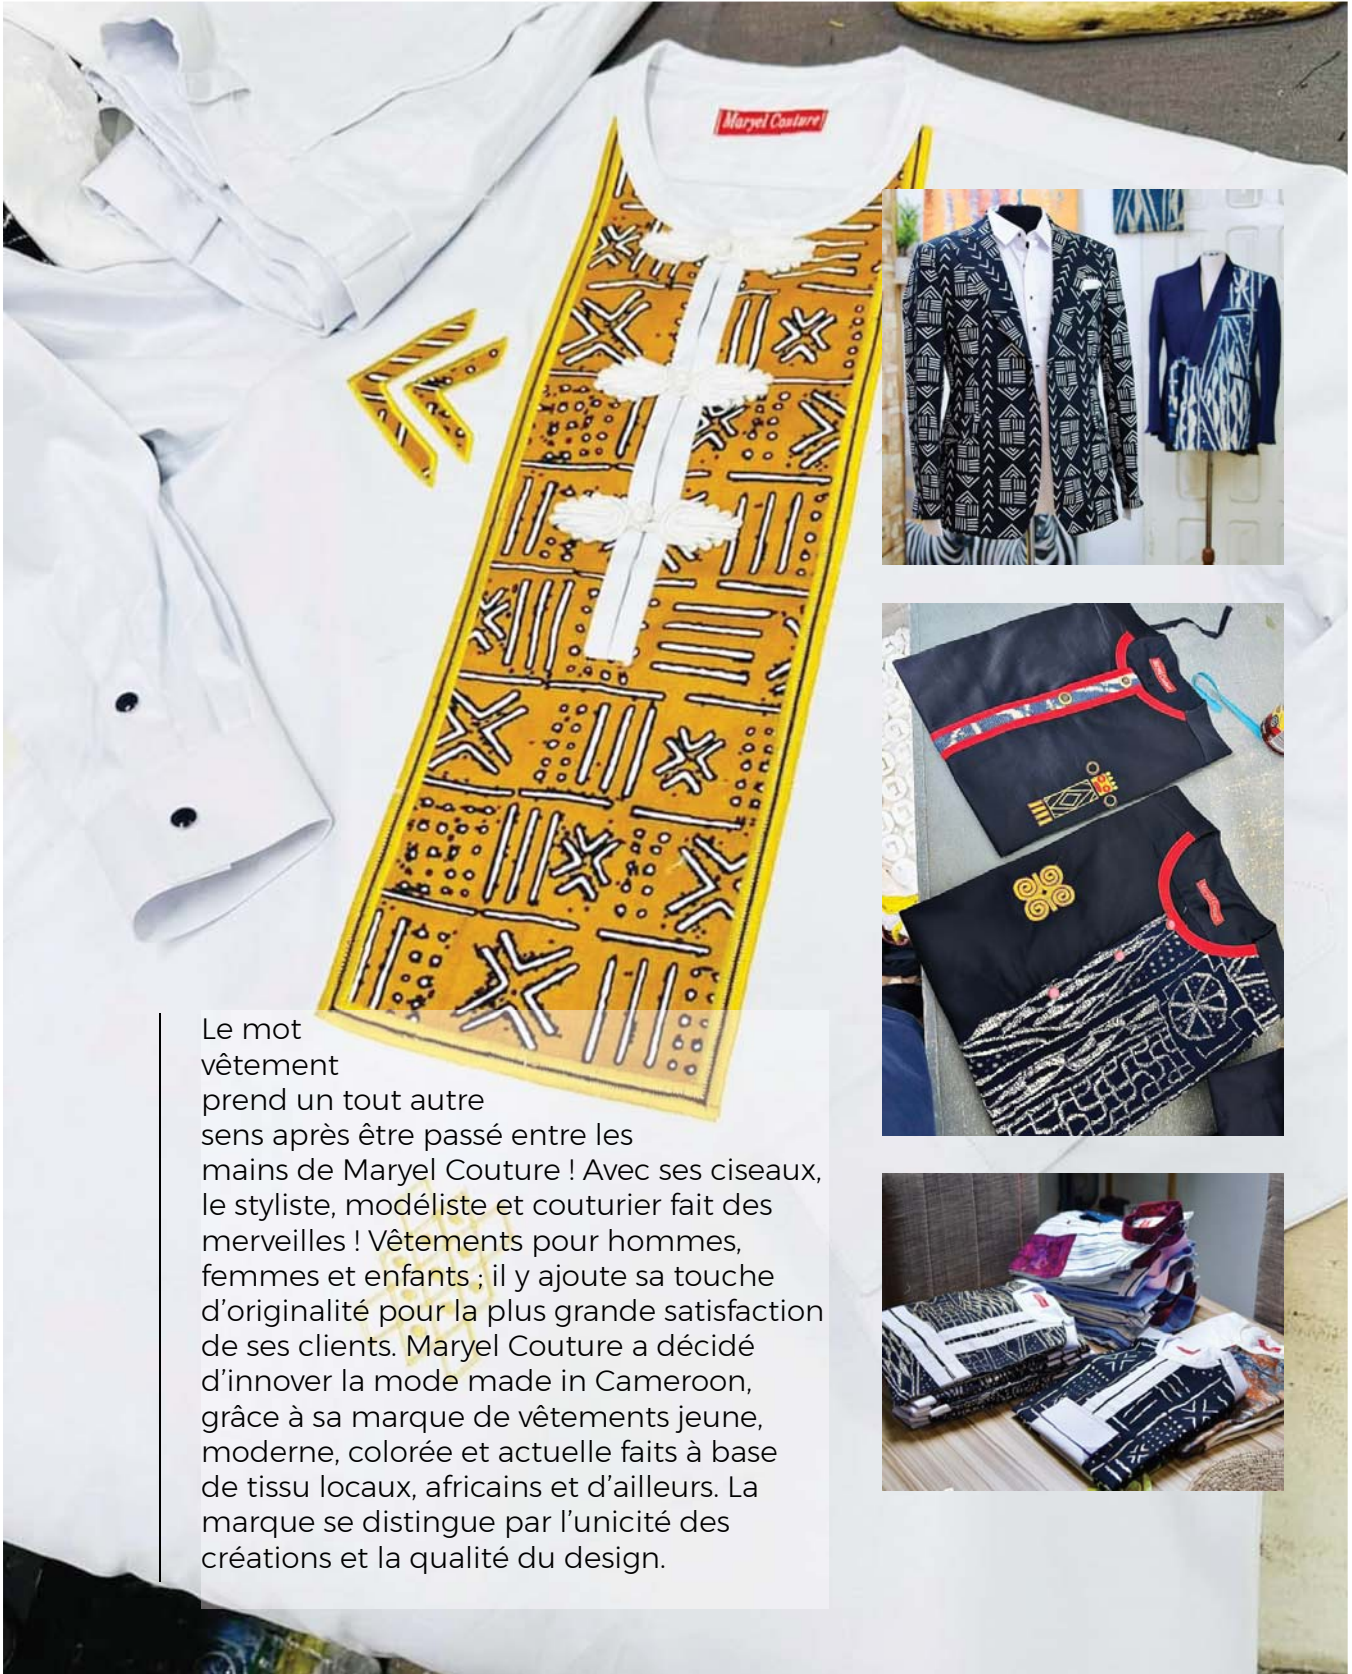 Maryel Couture
Le mot
vêtement
prend un tout autre
sens après être passé entre les
mains de Maryel Couture ! Avec ses ciseaux,
le styliste, modéliste et couturier fait des
merveilles ! Vêtements pour hommes,
femmes et enfants ; il y ajoute sa touche
d’originalité pour la plus grande satisfaction
de ses clients. Maryel Couture a décidé
d’innover la mode made in Cameroon,
grâce à sa marque de vêtements jeune,
moderne, colorée et actuelle faits à base
de tissu locaux, africains et d’ailleurs. La
marque se distingue par l’unicité des
créations et la qualité du design.